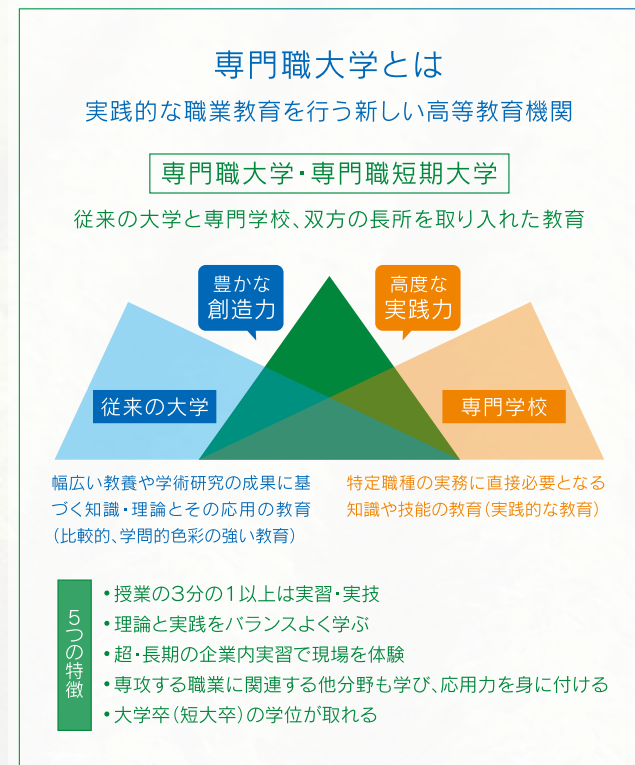 専門職大学とは
実践的な職業教育を行う新しい高等教育機関
専門職大学・専門職短期大学
従来の大学と専門学校、双方の長所を取り入れた教育
豊かな
創造力
高度な
実践力
従来の大学
専門学校
幅広い教養や学術研究の成果に基
づく知識・理論とその応用の教育
(比較的、学問的色彩の強い教育)
特定職種の実務に直接必要となる
知識や技能の教育(実践的な教育)
5つの特徴
•授業の3分の1以上は実習・実技
•理論と実践をバランスよく学ぶ
•超・長期の企業内実習で現場を体験
•専攻する職業に関連する他分野も学び、応用力を身に付ける
•大学卒(短大卒)の学位が取れる